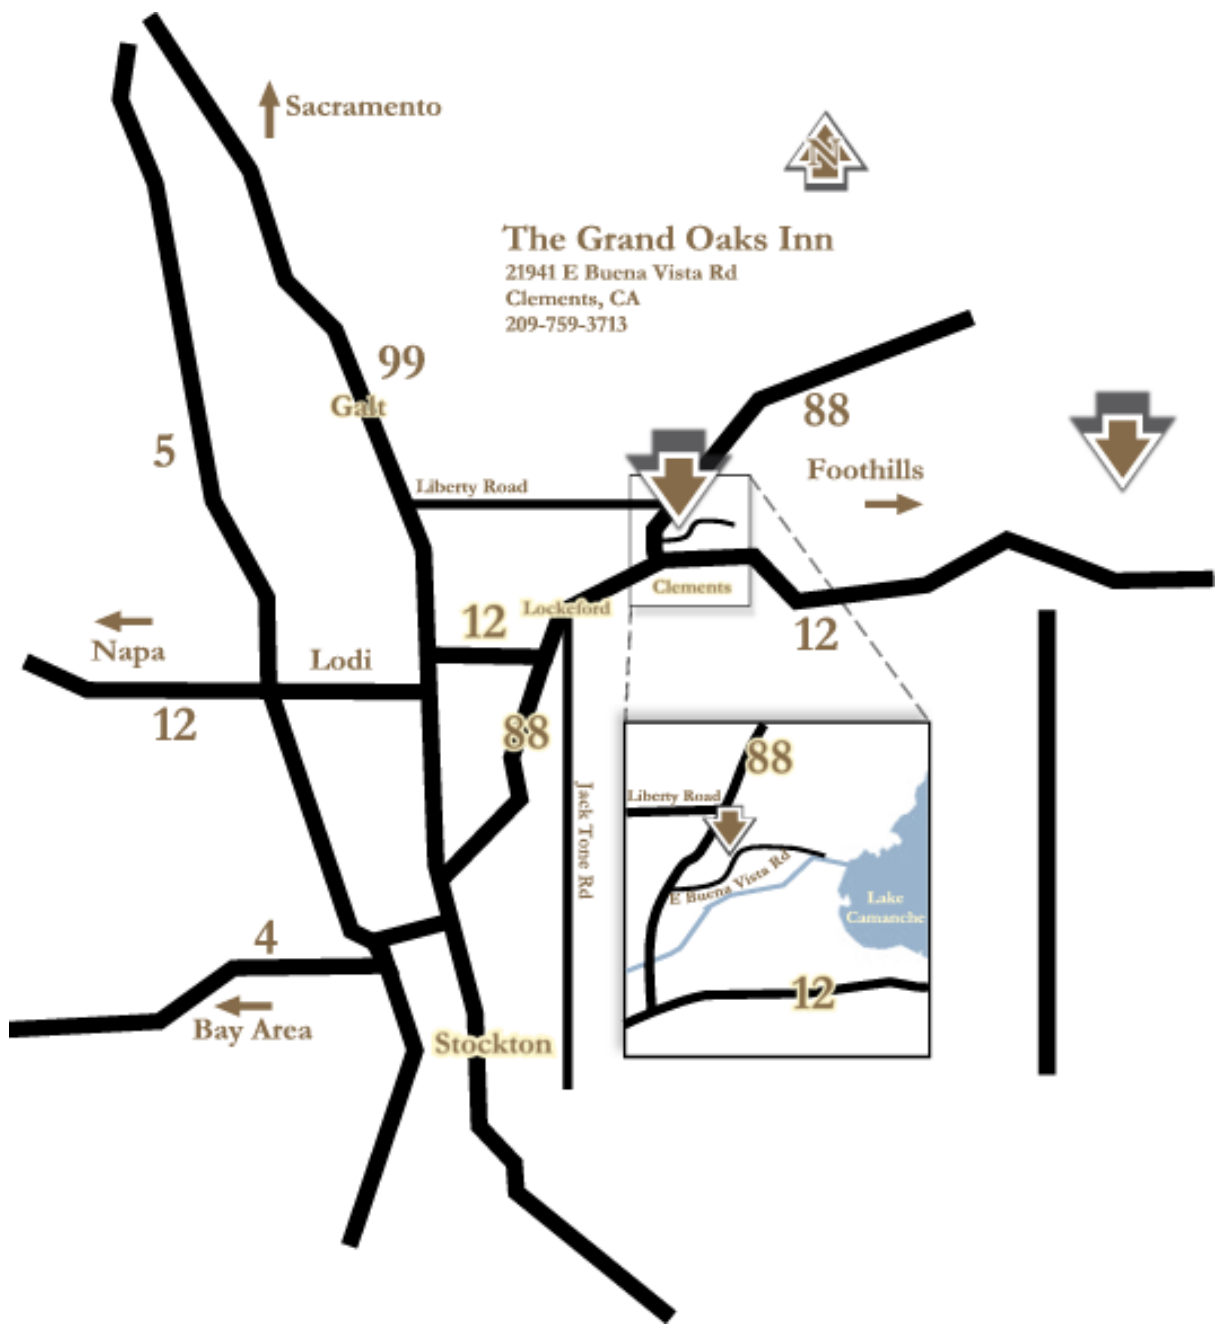 Sacramento
N
The Grand Oaks Inn
21941 E Buena Vista Rd
Clements, CA
209-759-3713
99
Galt
88
5
Foothills
Liberty Road
Clements
Lockeford
12
12
Napa
Lodi
12
88
88
Liberty Road
Jack Tone Rd
E Buena Vista Rd
Lake
Camanche
4
12
Bay Area
Stockton